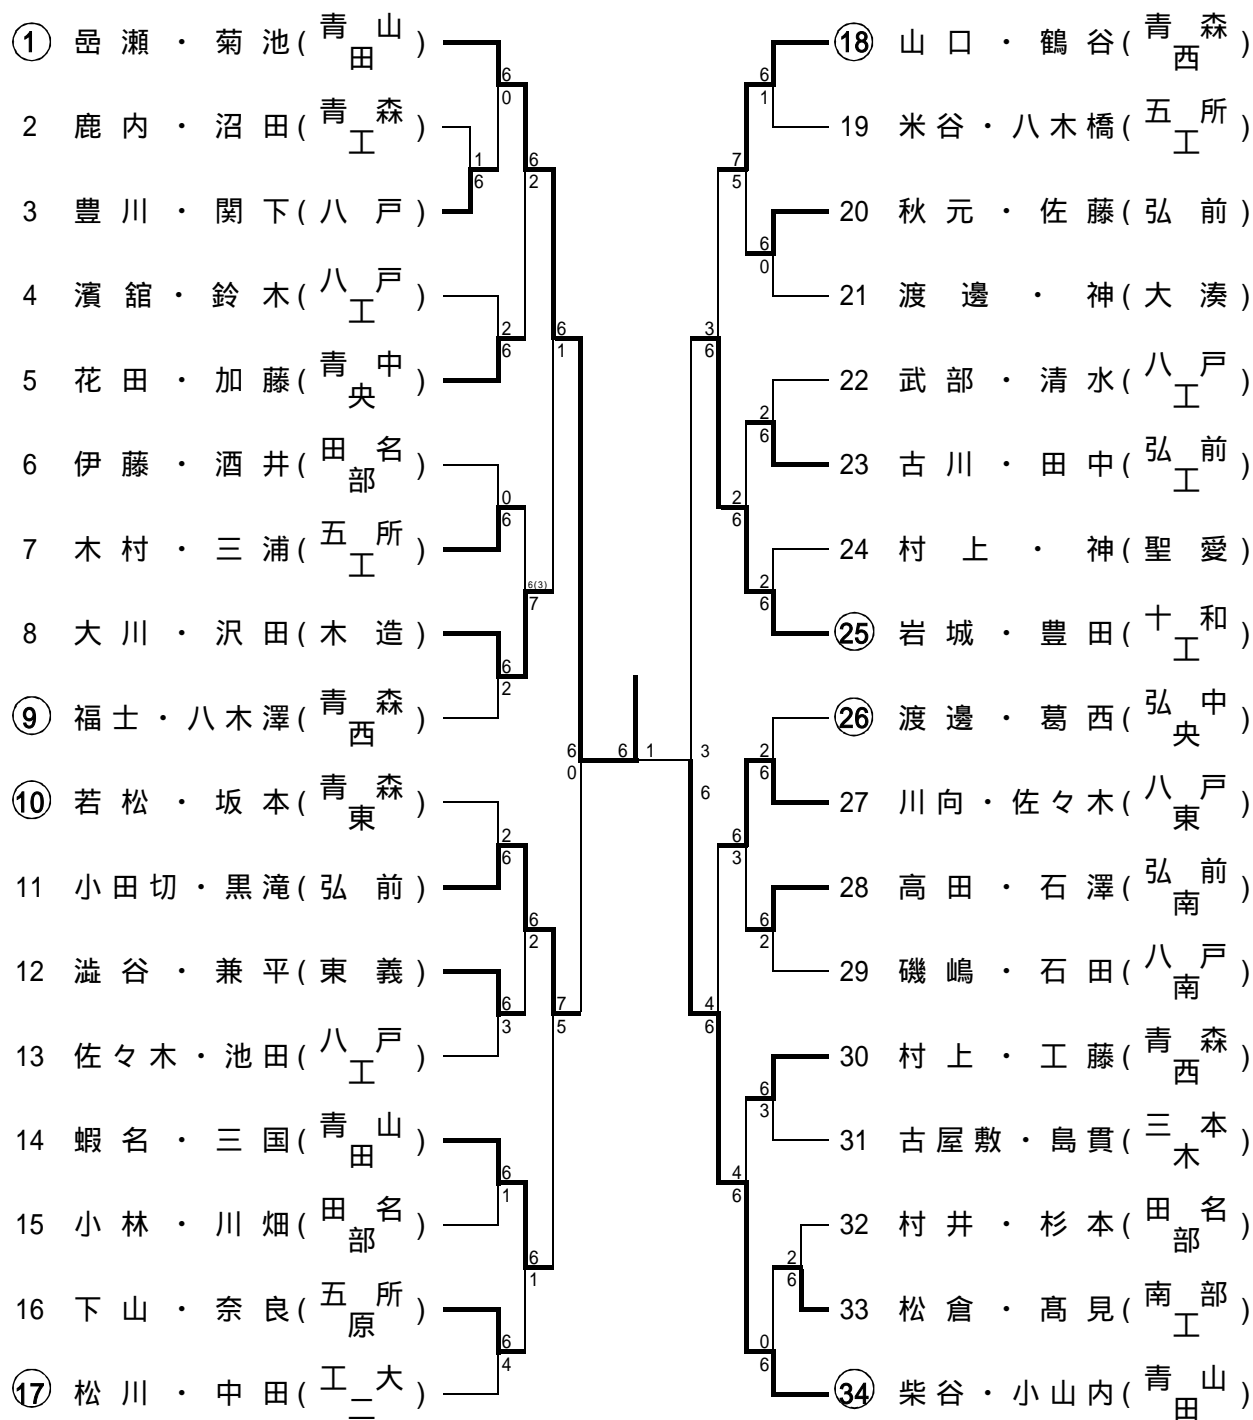 ① 嵒瀬・菊池(青山田)
6
0
2 鹿内・沼田(青森工)
1
6
6
2
3 豊川・関下(八戸)
4 濱舘・鈴木(八戸工)
2
6
6
1
5 花田・加藤(青中央)
6 伊藤・酒井(田名部)
0
6
7 木村・三浦(五所工)
6(3)
7
8 大川・沢田(木造)
6
2
⑨ 福士・八木澤(青森西)
6
0
6 1
⑩ 若松・坂本(青森東)
2
6
11 小田切・黒滝(弘前)
6
2
12 澁谷・兼平(東義)
6
3
7
5
13 佐々木・池田(八戸工)
14 蝦名・三国(青山田)
6
1
15 小林・川畑(田名部)
6
1
16 下山・奈良(五所原)
6
4
⑰ 松川・中田(工大二)
⑱ 山口・鶴谷(青森西)
6
1
19 米谷・八木橋(五所工)
7
5
20 秋元・佐藤(弘前)
6
0
21 渡邊・神(大湊)
3
6
22 武部・清水(八戸工)
2
6
23 古川・田中(弘前工)
2
6
24 村上・神(聖愛)
2
6
㉕ 岩城・豊田(十和工)
㉖ 渡邊・葛西(弘中央)
3
6
2
6
27 川向・佐々木(八戸東)
6
3
28 高田・石澤(弘前南)
6
2
29 磯嶋・石田(八戸南)
4
6
30 村上・工藤(青森西)
6
3
31 古屋敷・島貫(三本木)
4
6
32 村井・杉本(田名部)
2
6
33 松倉・髙見(南部工)
0
6
㉞ 柴谷・小山内(青山田)